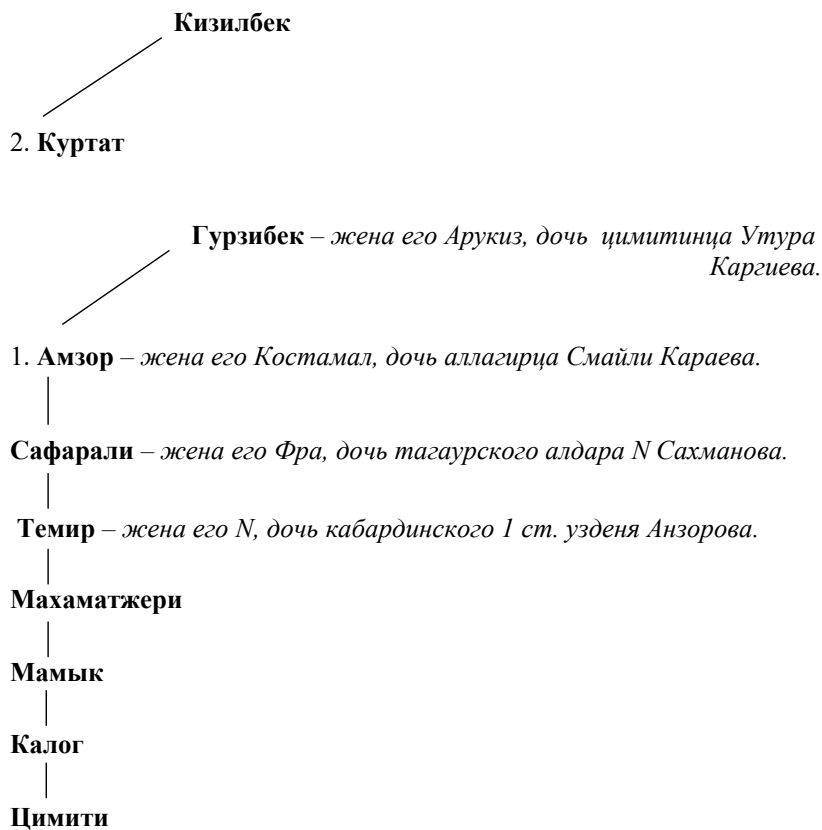 Кизилбек
2. Куртат
Гурзибек – жена его Арукиз, дочь цимитинца Утура
Каргиева.
1. Амзор – жена его Костамал, дочь аллагирца Смайли Караева.
Сафарали – жена его Фра, дочь тагаурского алдара N Сахманова.
Темир – жена его N, дочь кабардинского 1 ст. узденя Анзорова.
Махаматжери
Мамык
Калог
Цимити